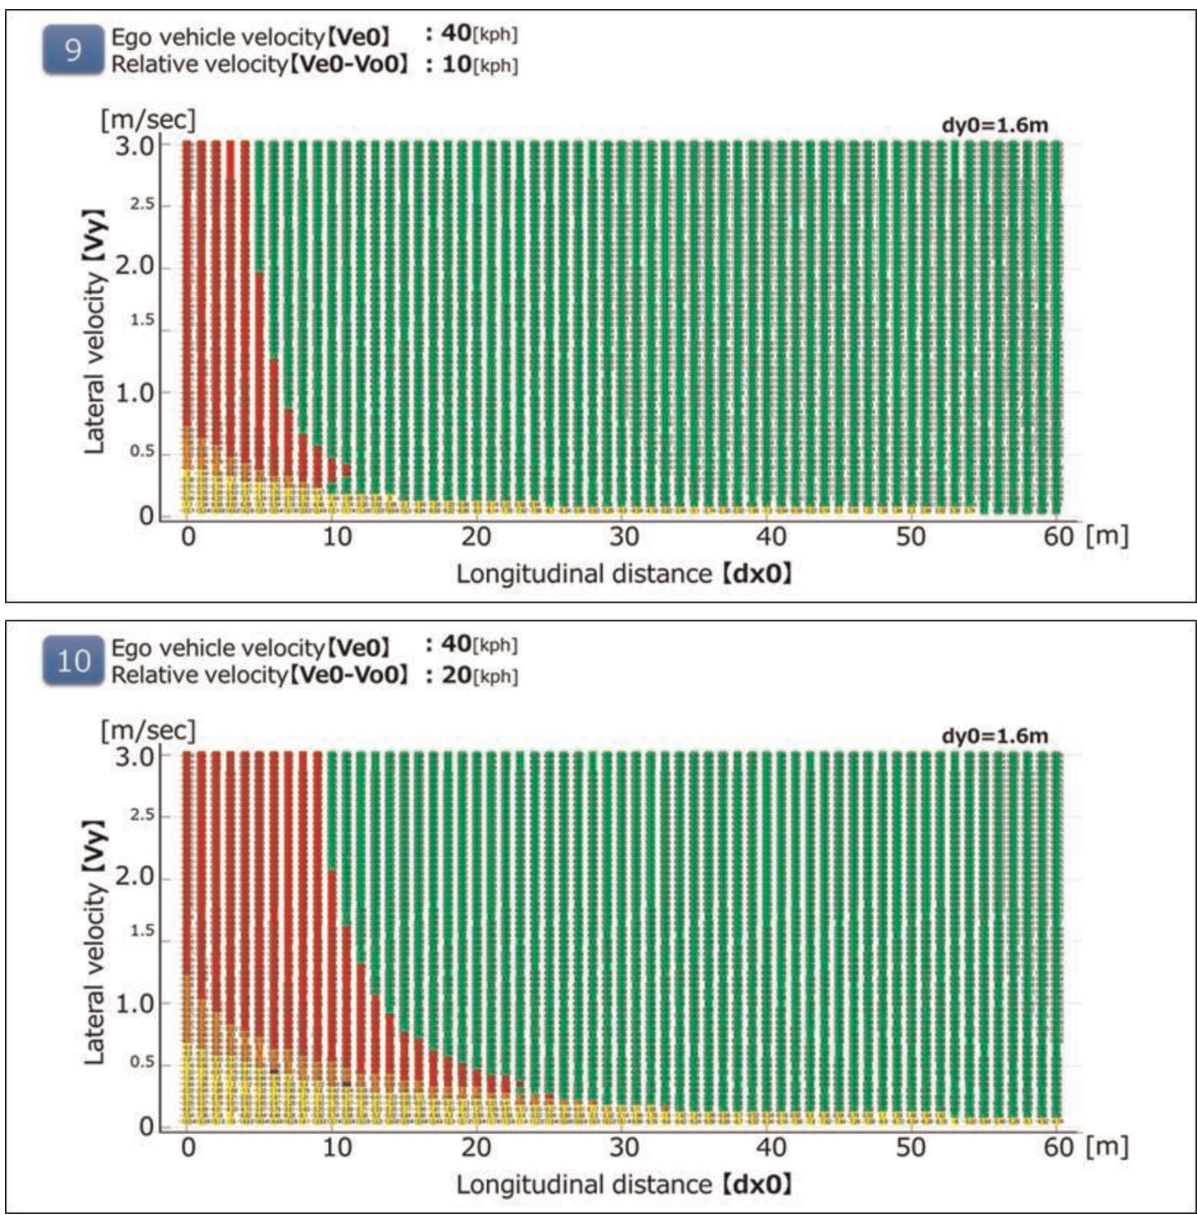 9
Ego vehicle velocity【Ve0】 : 40[kph]
Relative velocity【Ve0-Vo0】 : 10[kph]
[m/sec]
dy0=1.6m
3.0
2.5
2.0
1.5
1.0
0.5
0
Lateral velocity【Vy】
0 10 20 30 40 50 60 [m]
Longitudinal distance【dx0】
10
Ego vehicle velocity【Ve0】 : 40[kph]
Relative velocity【Ve0-Vo0】 : 20[kph]
[m/sec]
dy0=1.6m
3.0
2.5
2.0
1.5
1.0
0.5
0
Lateral velocity【Vy】
0 10 20 30 40 50 60 [m]
Longitudinal distance【dx0】